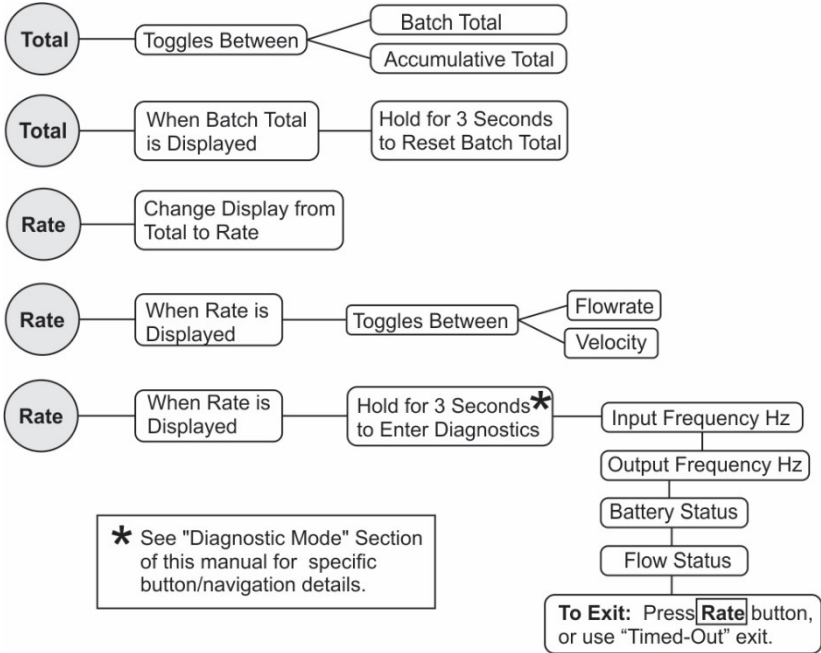 Total
Toggles Between
Batch Total
Accumulative Total
Total
When Batch Total
is Displayed
Hold for 3 Seconds
to Reset Batch Total
Rate
Change Display from
Total to Rate
Rate
When Rate is
Displayed
Toggles Between
Flowrate
Velocity
Rate
When Rate is
Displayed
Hold for 3 Seconds*
to Enter Diagnostics
Input Frequency Hz
Output Frequency Hz
Battery Status
Flow Status
To Exit: Press Rate button,
or use “Timed-Out” exit.
* See "Diagnostic Mode" Section
of this manual for specific
button/navigation details.